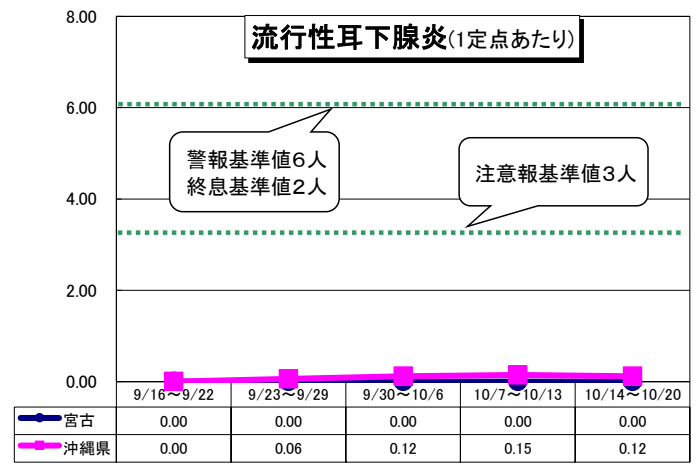 流行性耳下腺炎(1定点あたり)
8.00
6.00
警報基準値6人
終息基準値2人
注意報基準値3人
4.00
2.00
0.00
9/16～9/22 9/23～9/29 9/30～10/6 10/7～10/13 10/14～10/20
宮古 0.00 0.00 0.00 0.00 0.00
沖縄県 0.00 0.06 0.12 0.15 0.12